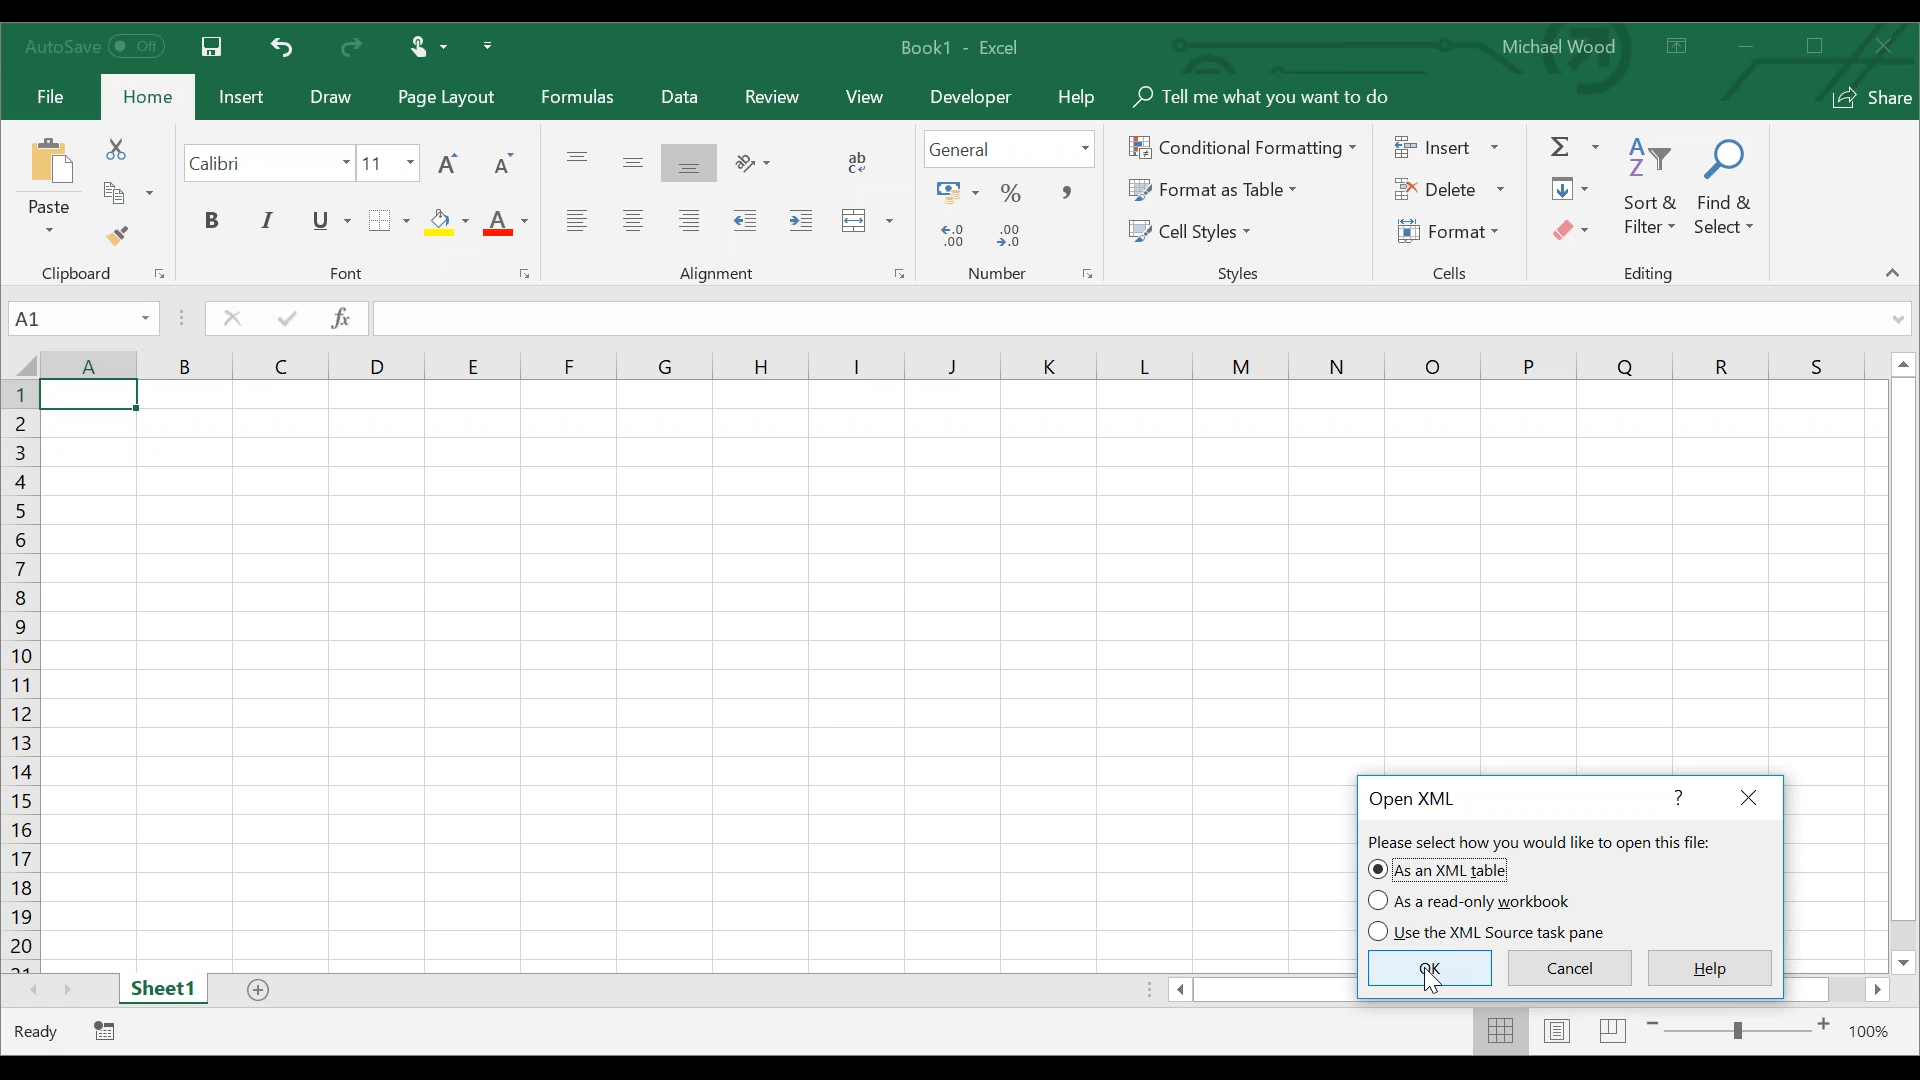 AutoSave Off
Book1 - Excel
Michael Wood
File Home Insert Draw Page Layout Formulas Data Review View Developer Help Tell me what you want to do Share
Paste
Clipboard
Calibri 11
B I U A
Font
ab
Alignment
General
% ,
.00 .0
Number
Conditional Formatting
Format as Table
Cell Styles
Styles
Insert
Delete
Format
Cells
Sort & Filter
Find & Select
Editing
A1
fx
A B C D E F G H I J K L M N O P Q R S
1
2
3
4
5
6
7
8
9
10
11
12
13
14
15
16
17
18
19
20
21
Open XML ?
Please select how you would like to open this file:
As an XML table
As a read-only workbook
Use the XML Source task pane
OK Cancel Help
Sheet1
Ready
100%